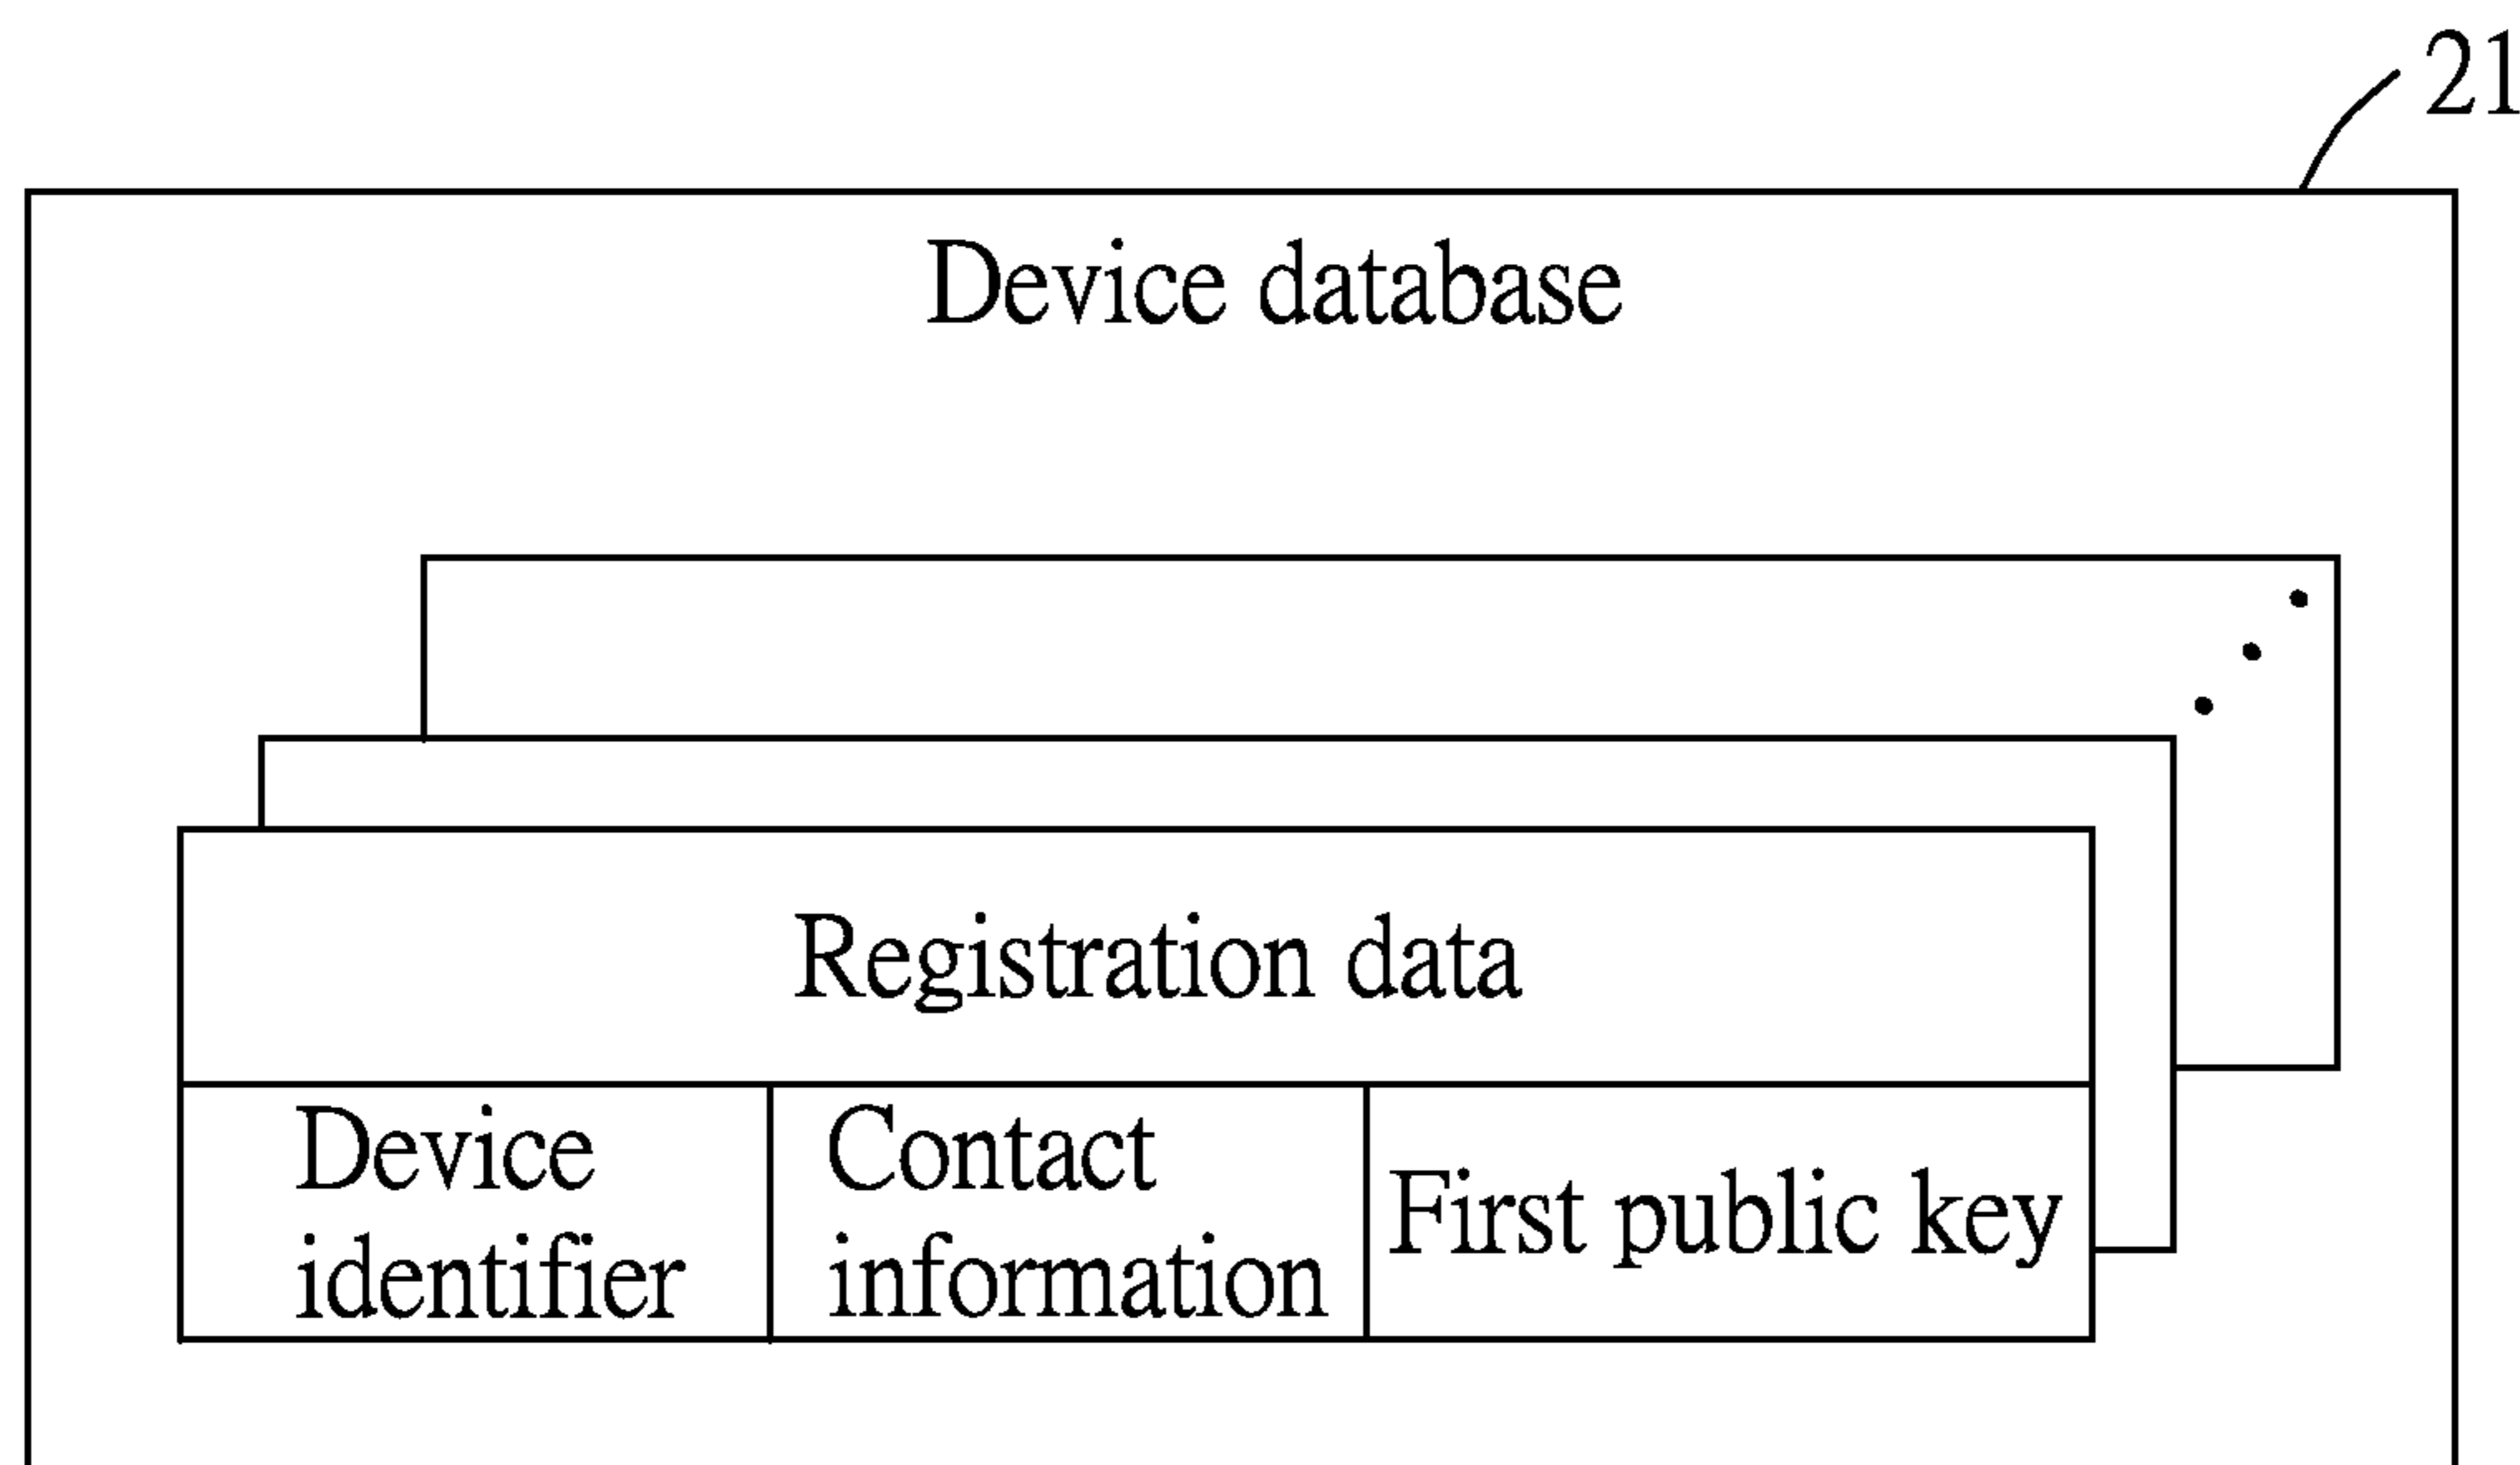 21
Device database
Registration data
Device
identifier
Contact
information
First public key